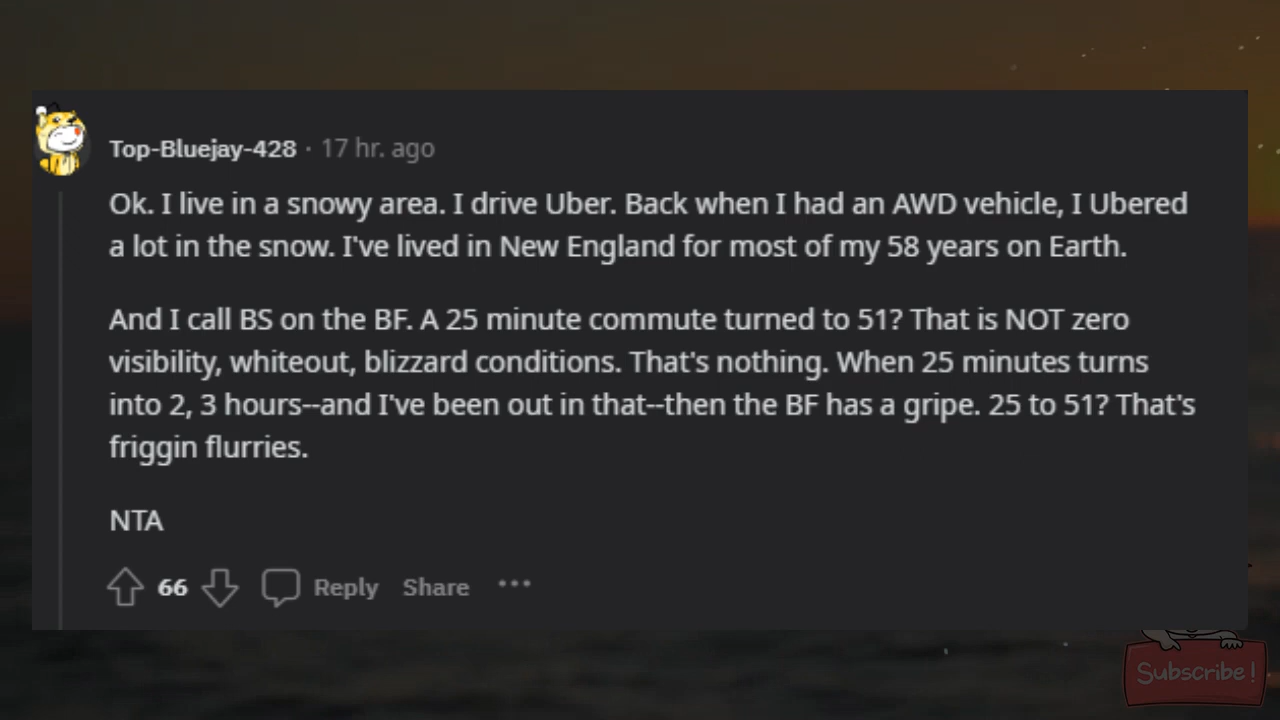 Top-Bluejay-428 · 17 hr. ago
Ok. I live in a snowy area. I drive Uber. Back when I had an AWD vehicle, I Ubered
a lot in the snow. I've lived in New England for most of my 58 years on Earth.
And I call BS on the BF. A 25 minute commute turned to 51? That is NOT zero
visibility, whiteout, blizzard conditions. That's nothing. When 25 minutes turns
into 2, 3 hours--and I've been out in that--then the BF has a gripe. 25 to 51? That's
friggin flurries.
NTA
66 Reply Share ···
Subscribe!